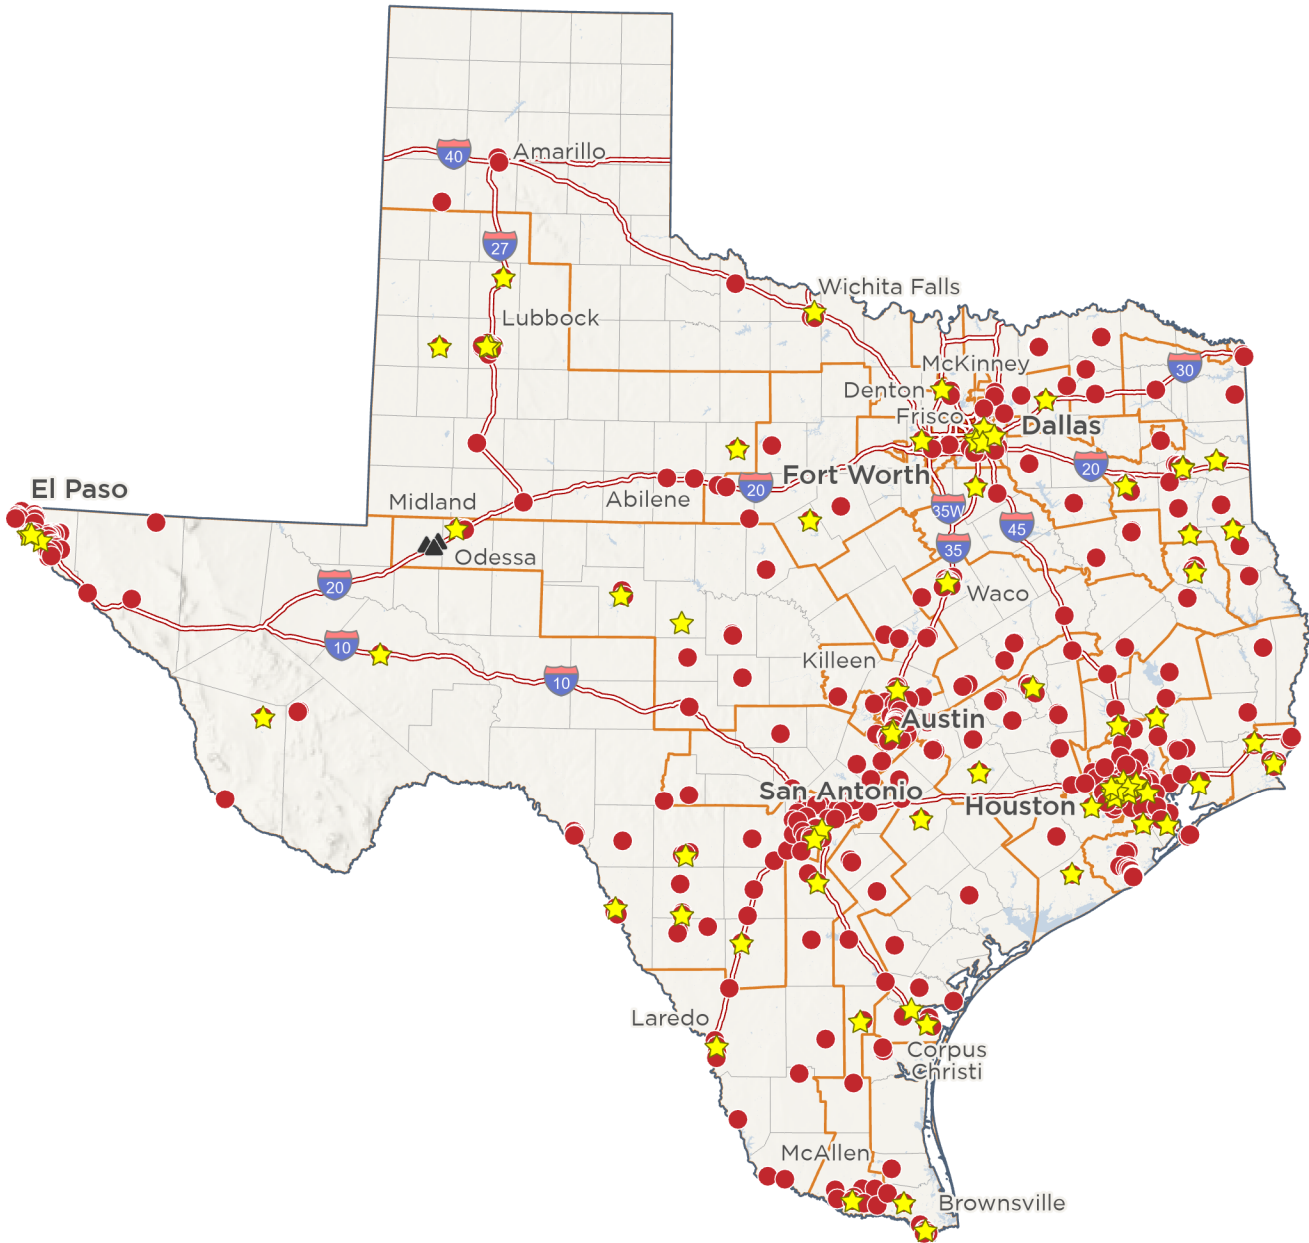 40
Amarillo
27
Wichita Falls
Lubbock
McKinney
30
Denton
Frisco
Dallas
Fort Worth
20
El Paso
Midland
Abilene
20
35W
45
Odessa
35
20
Waco
10
Killeen
10
Austin
San Antonio
Houston
Laredo
Corpus
Christi
McAllen
Brownsville